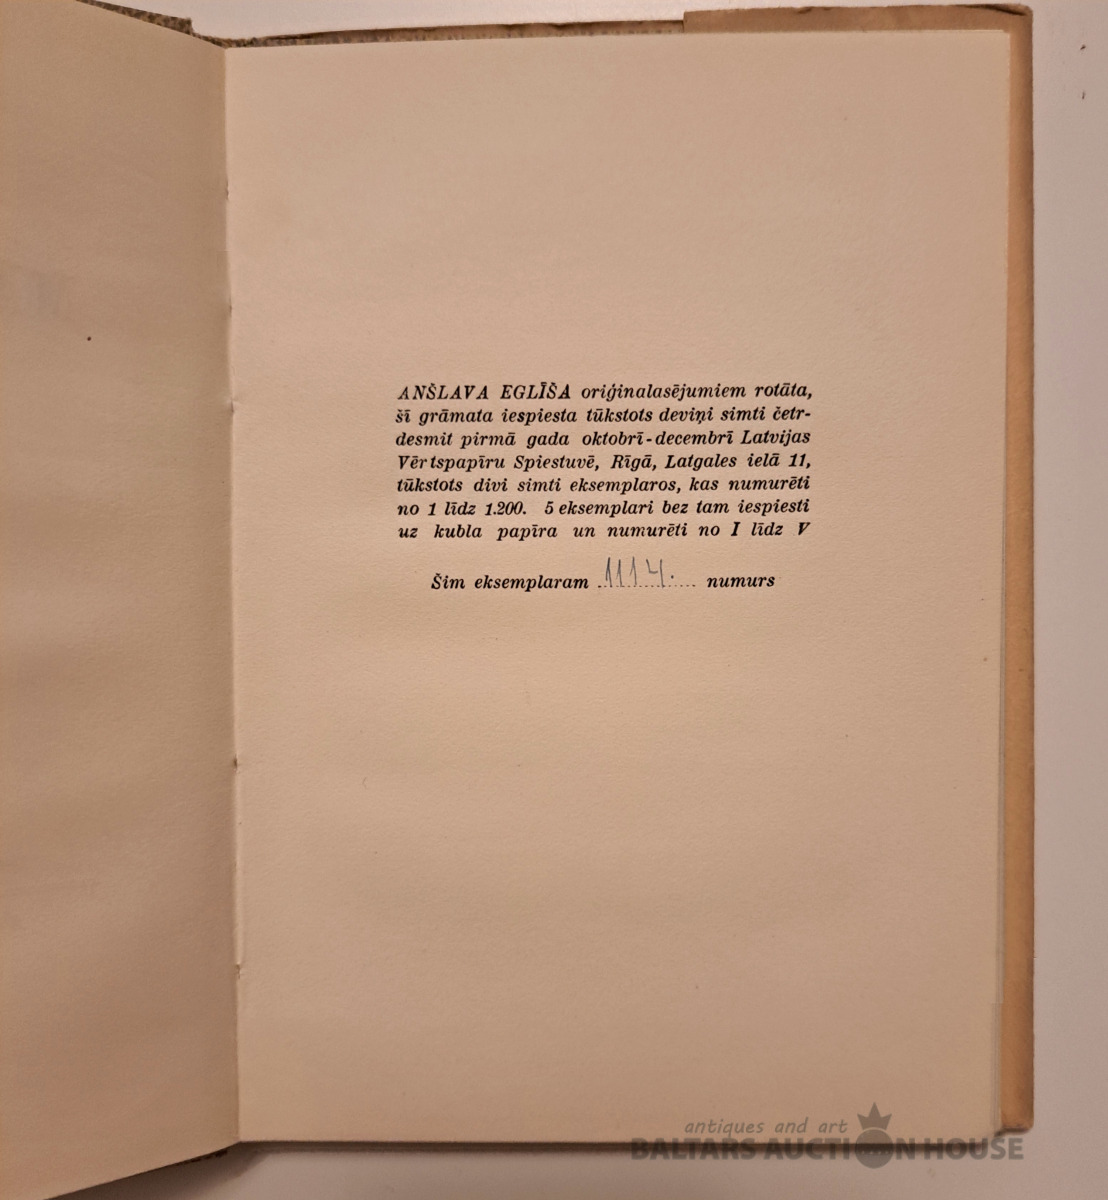 ANŠLAVA EGLĪŠA oriģinalasējumiem rotāta,
šī grāmata iespiesta tūkstots deviņi simti četr-
desmit pirmā gada oktobrī-decembrī Latvijas
Vērtspapīru Spiestuvē, Rīgā, Latgales ielā 11,
tūkstots divi simti eksemplaros, kas numurēti
no 1 līdz 1.200. 5 eksemplari bez tam iespiesti
uz kubla papīra un numurēti no I līdz V
Šim eksemplaram 1114. numurs
antiques and art
BALTARS AUCTION HOUSE